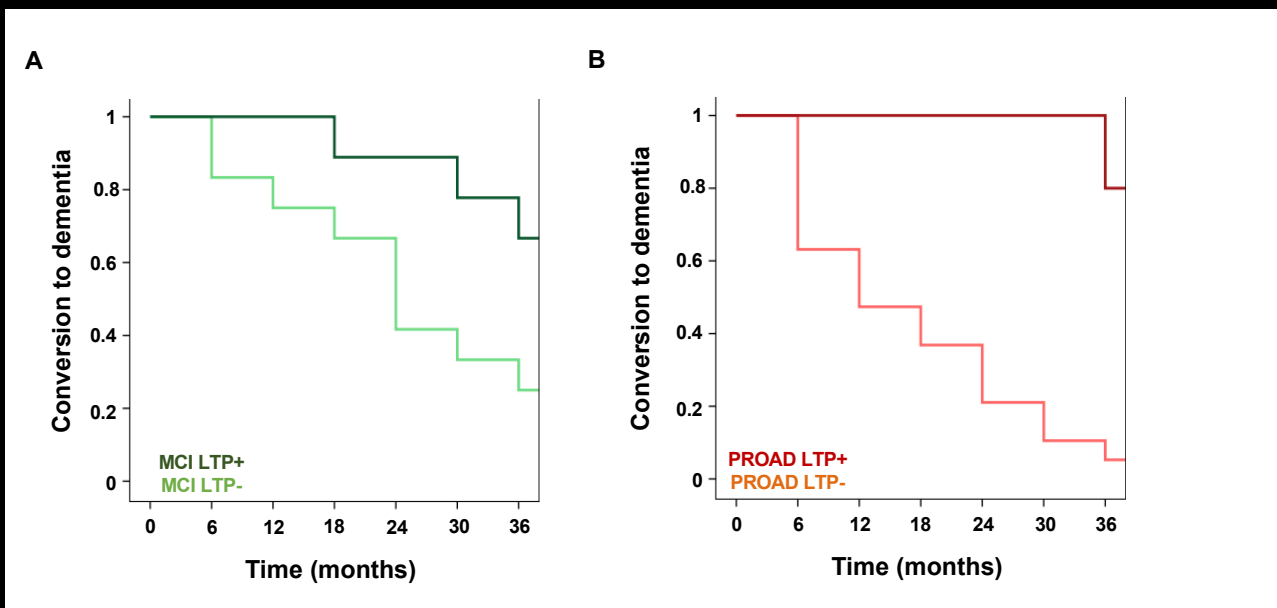 A
Conversion to dementia
1
0.8
0.6
0.4
0.2
0
MCI LTP+
MCI LTP-
0 6 12 18 24 30 36
Time (months)
B
Conversion to dementia
1
0.8
0.6
0.4
0.2
0
PROAD LTP+
PROAD LTP-
0 6 12 18 24 30 36
Time (months)